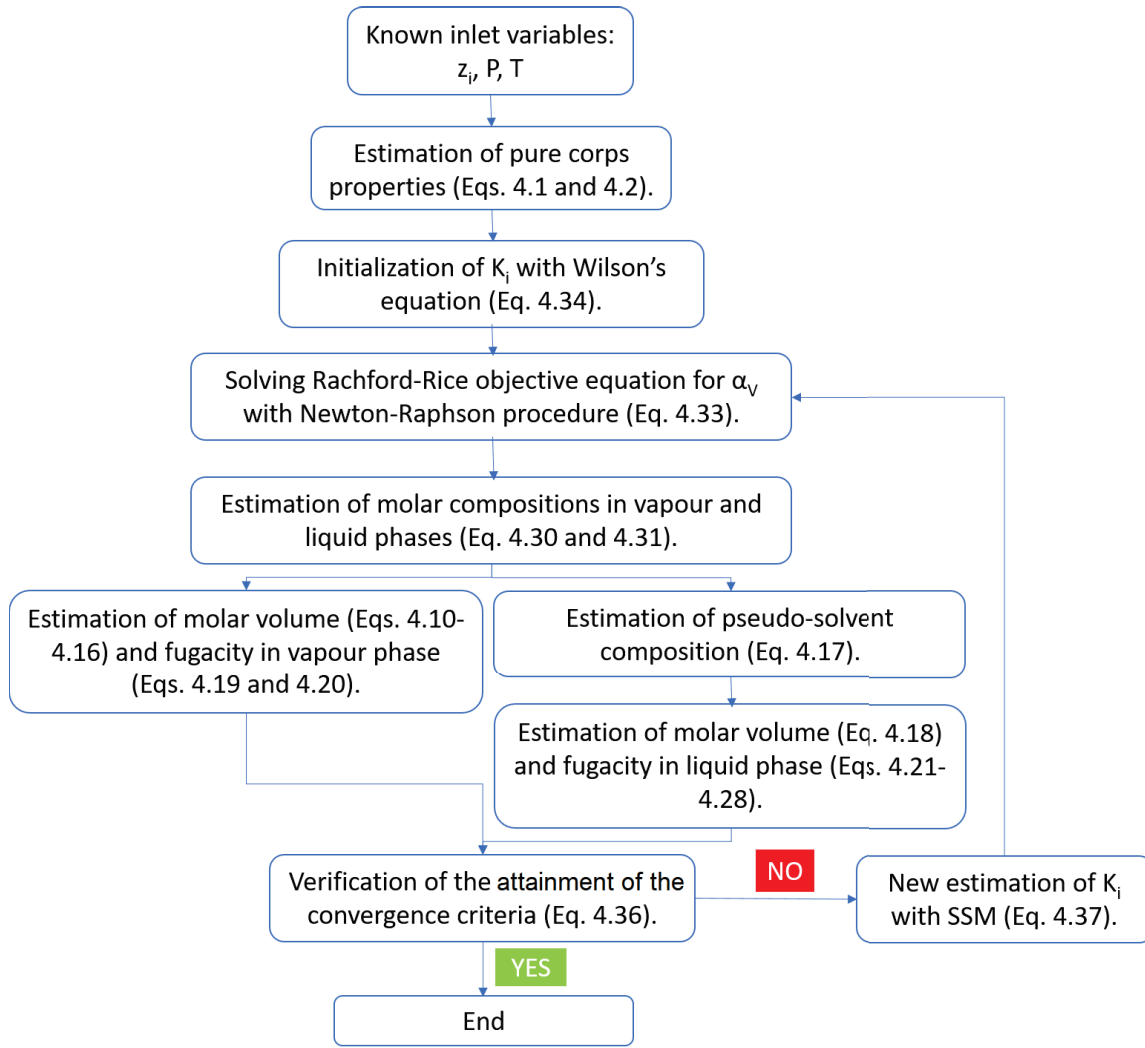 Known inlet variables:
zi, P, T
Estimation of pure corps
properties (Eqs. 4.1 and 4.2).
Initialization of Ki with Wilson's
equation (Eq. 4.34).
Solving Rachford-Rice objective equation for αV
with Newton-Raphson procedure (Eq. 4.33).
Estimation of molar compositions in vapour and
liquid phases (Eq. 4.30 and 4.31).
Estimation of molar volume (Eqs. 4.10-
4.16) and fugacity in vapour phase
(Eqs. 4.19 and 4.20).
Estimation of pseudo-solvent
composition (Eq. 4.17).
Estimation of molar volume (Eq. 4.18)
and fugacity in liquid phase (Eqs. 4.21-
4.28).
Verification of the attainment of the
convergence criteria (Eq. 4.36).
NO
New estimation of Ki
with SSM (Eq. 4.37).
YES
End